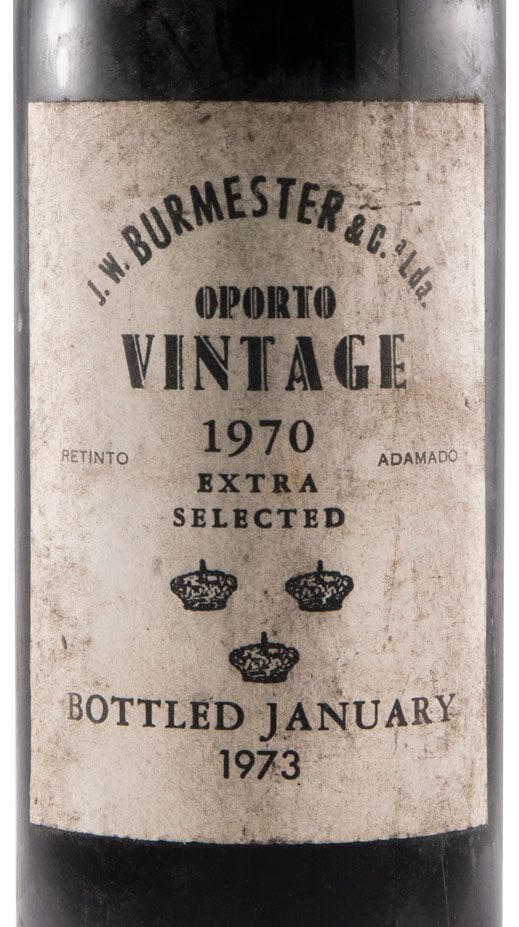 J. W. BURMESTER & C.ª Lda.
OPORTO
VINTAGE
1970
RETINTO
ADAMADO
EXTRA
SELECTED
BOTTLED JANUARY
1973